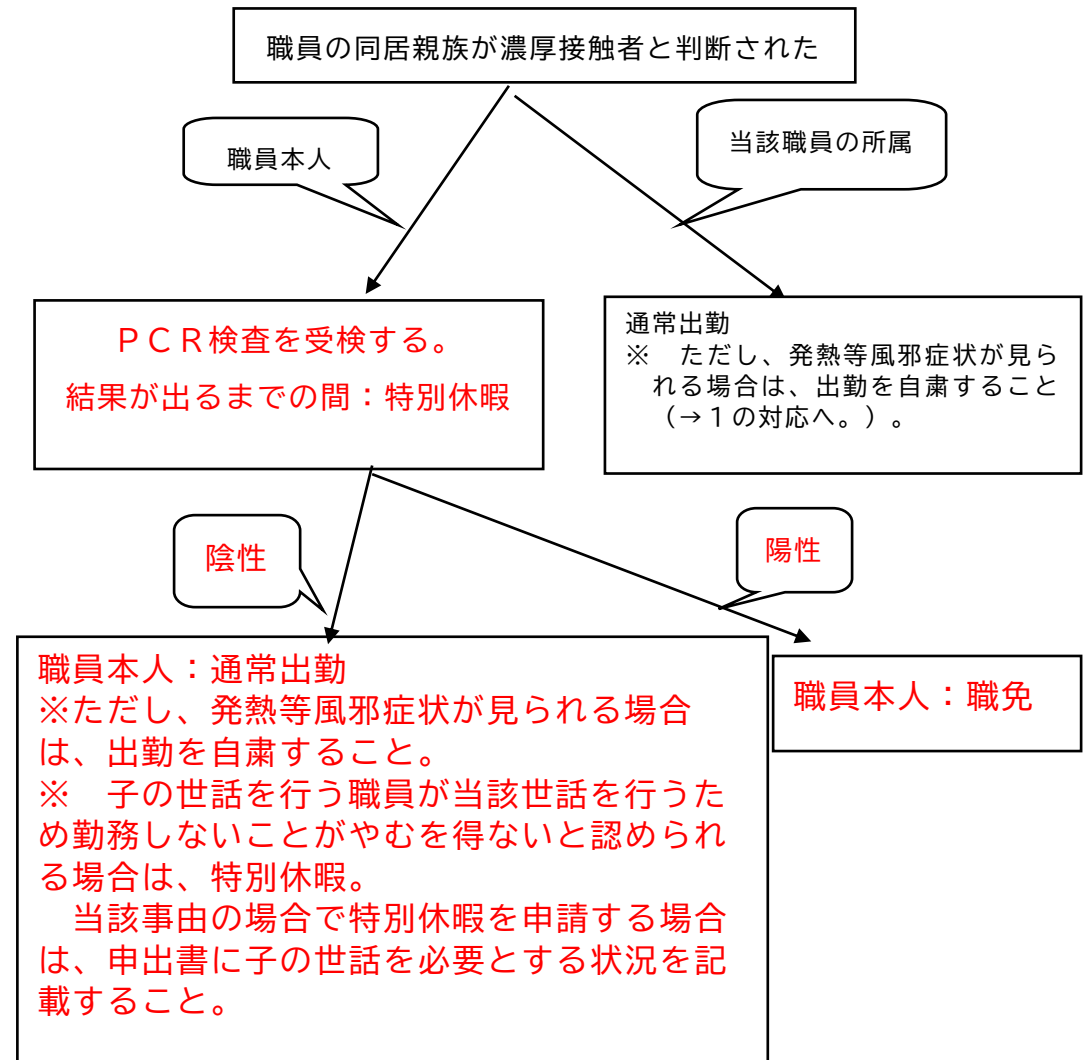 職員の同居親族が濃厚接触者と判断された
職員本人
当該職員の所属
ＰＣＲ検査を受検する。
結果が出るまでの間：特別休暇
通常出勤
※　ただし、発熱等風邪症状が見ら
れる場合は、出勤を自粛すること
（→１の対応へ。）。
陰性
陽性
職員本人：通常出勤
※ただし、発熱等風邪症状が見られる場合
は、出勤を自粛すること。
※　子の世話を行う職員が当該世話を行うた
め勤務しないことがやむを得ないと認められ
る場合は、特別休暇。
　当該事由の場合で特別休暇を申請する場合
は、申出書に子の世話を必要とする状況を記
載すること。
職員本人：職免